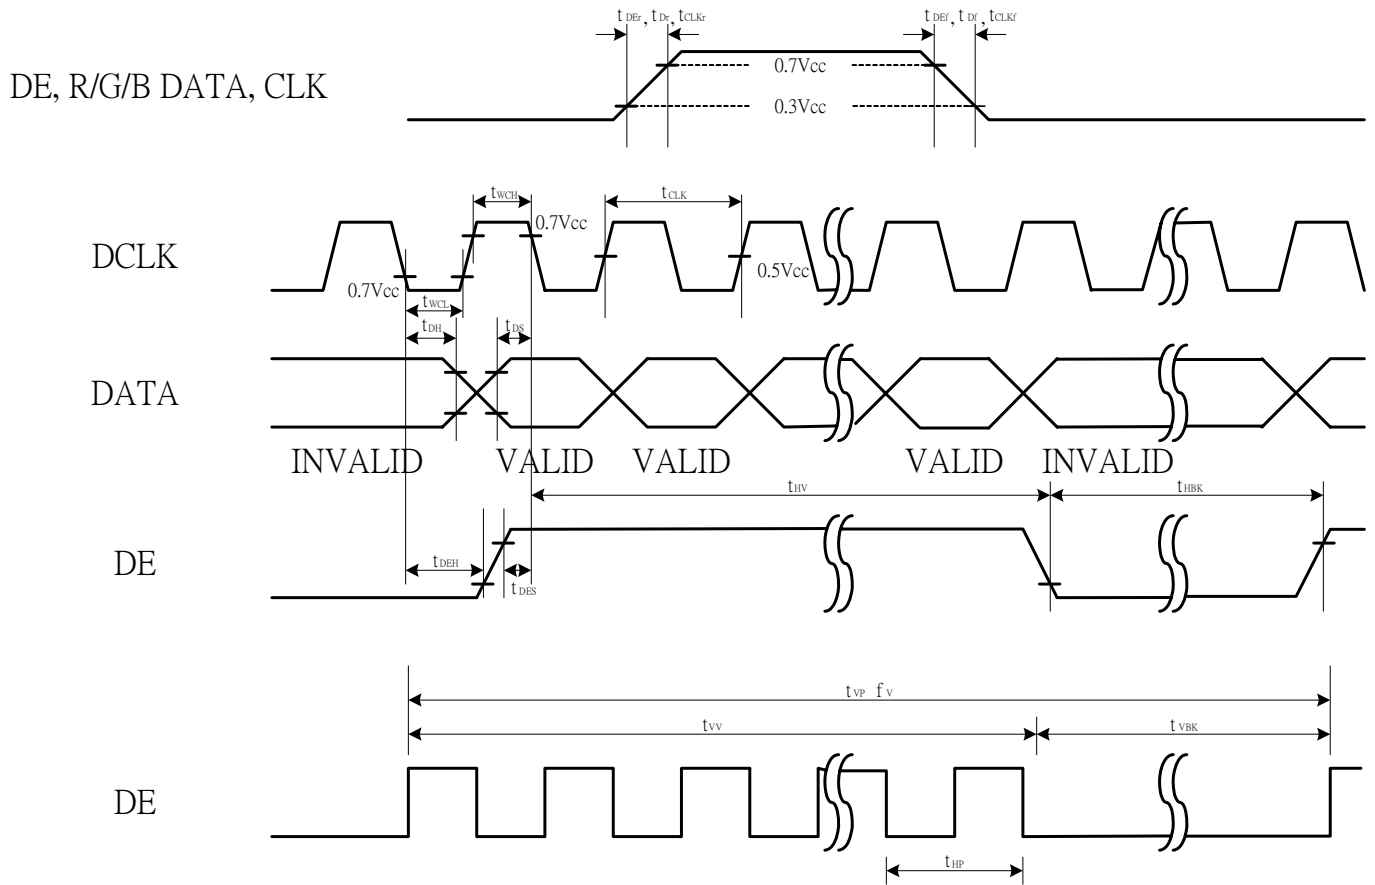 tDEr, tDr, tCLKr
tDEf, tDf, tCLKf
DE, R/G/B DATA, CLK
0.7Vcc
0.3Vcc
tWCH
tCLK
0.7Vcc
DCLK
0.5Vcc
0.7Vcc
tWCL
tDH
tDS
DATA
INVALID VALID VALID VALID INVALID
tHV
tHBK
DE
tDEH
tDES
tVP fV
tVV
tVBK
DE
tHP